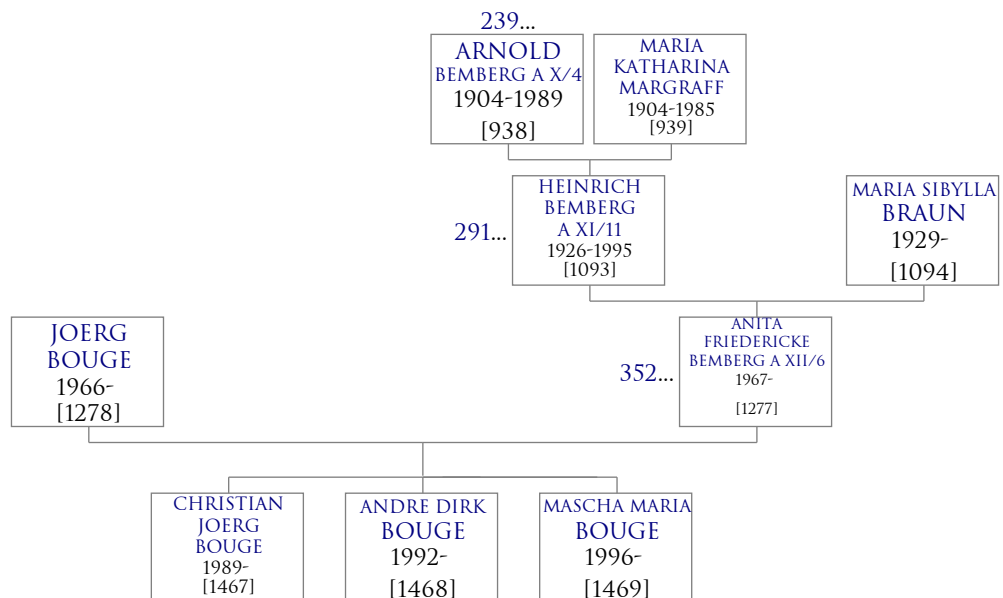 239...
ARNOLD
BEMBERG A X/4
1904-1989
[938]
MARIA
KATHARINA
MARGRAFF
1904-1985
[939]
HEINRICH
BEMBERG
A XI/11
1926-1995
[1093]
291...
MARIA SIBYLLA
BRAUN
1929-
[1094]
JOERG
BOUGE
1966-
[1278]
352...
ANITA
FRIEDERICKE
BEMBERG A XII/6
1967-
[1277]
CHRISTIAN
JOERG
BOUGE
1989-
[1467]
ANDRE DIRK
BOUGE
1992-
[1468]
MASCHA MARIA
BOUGE
1996-
[1469]